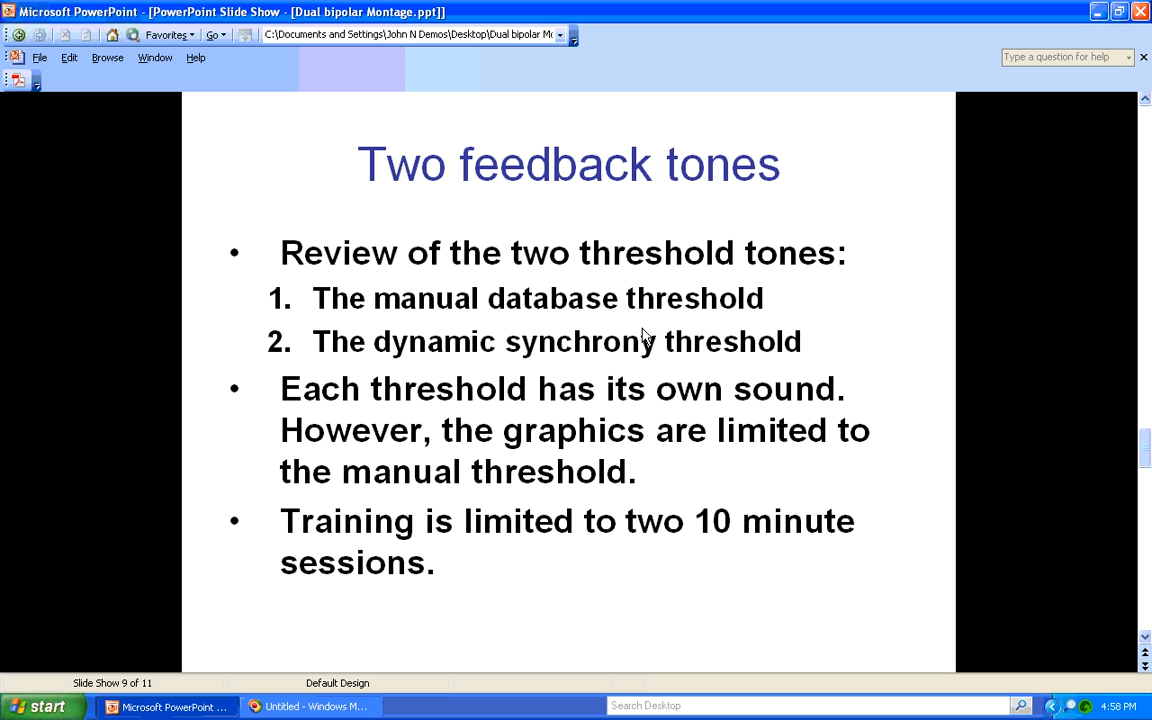 Microsoft PowerPoint - [PowerPoint Slide Show - [Dual bipolar Montage.ppt]]
Favorites Go C:\Documents and Settings\John N Demos\Desktop\Dual bipolar Mo
File Edit Browse Window Help Type a question for help
Two feedback tones
• Review of the two threshold tones:
1. The manual database threshold
2. The dynamic synchrony threshold
• Each threshold has its own sound.
However, the graphics are limited to
the manual threshold.
• Training is limited to two 10 minute
sessions.
Slide Show 9 of 11 Default Design
start Microsoft PowerPoint ... Untitled - Windows M... Search Desktop 4:58 PM